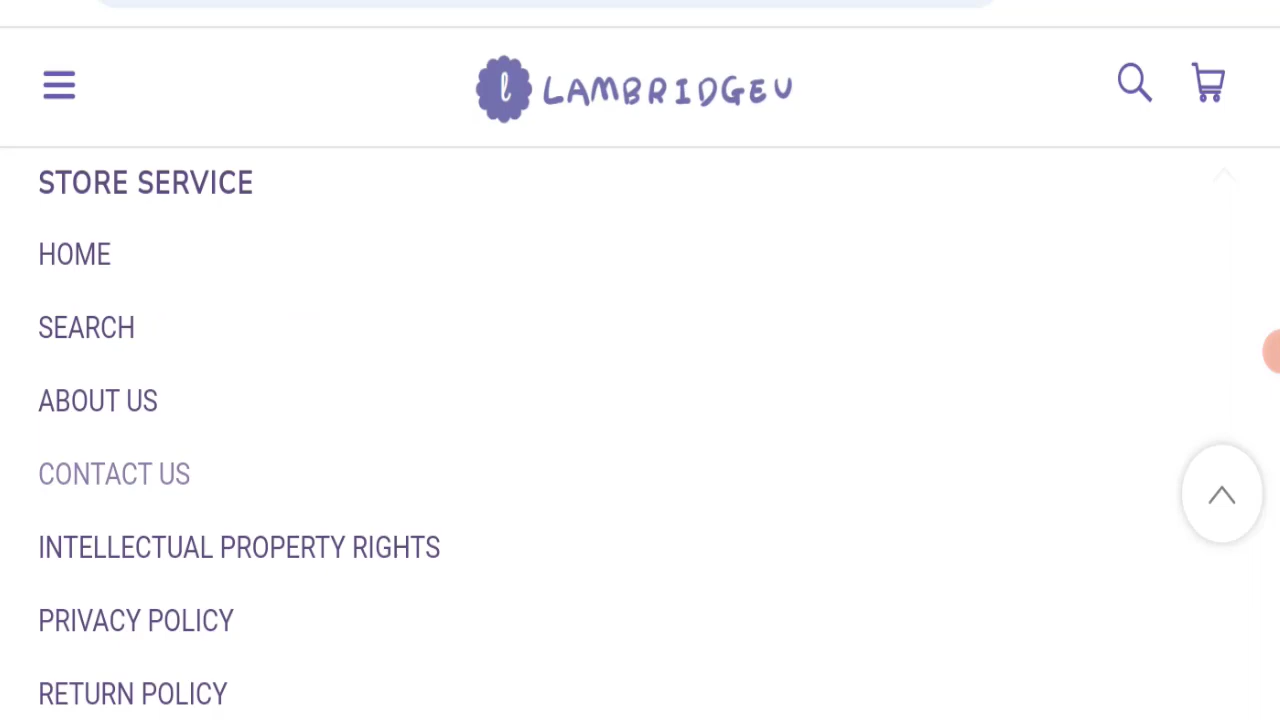 l LAMBRIDGEU
STORE SERVICE
HOME
SEARCH
ABOUT US
CONTACT US
INTELLECTUAL PROPERTY RIGHTS
PRIVACY POLICY
RETURN POLICY